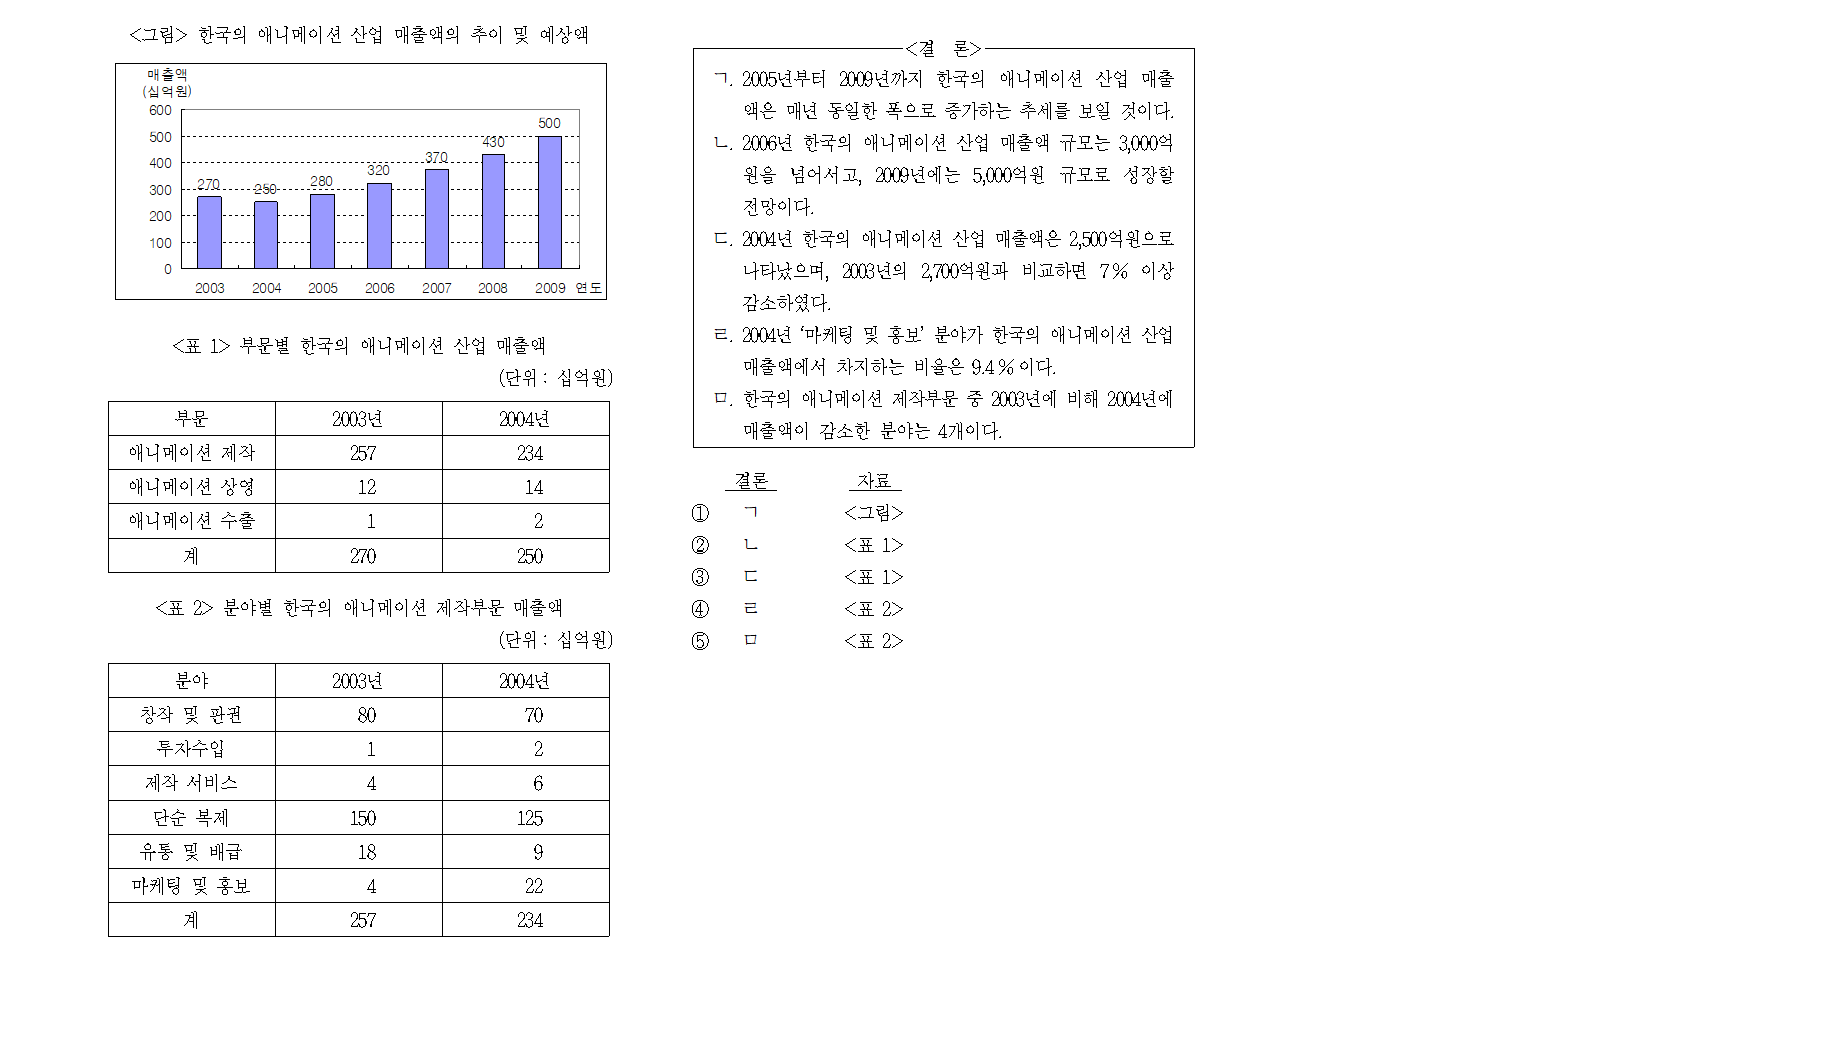 <그림> 한국의 애니메이션 산업 매출액의 추이 및 예상액
매출액
(십억원)
600
500
400
300
200
100
0
270
250
280
320
370
430
500
2003 2004 2005 2006 2007 2008 2009 연도
<표 1> 부문별 한국의 애니메이션 산업 매출액
(단위 : 십억원)
부문 2003년 2004년
애니메이션 제작 257 234
애니메이션 상영 12 14
애니메이션 수출 1 2
계 270 250
<표 2> 분야별 한국의 애니메이션 제작부문 매출액
(단위 : 십억원)
분야 2003년 2004년
창작 및 판권 80 70
투자수입 1 2
제작 서비스 4 6
단순 복제 150 125
유통 및 배급 18 9
마케팅 및 홍보 4 22
계 257 234
<결 론>
ㄱ. 2005년부터 2009년까지 한국의 애니메이션 산업 매출
액은 매년 동일한 폭으로 증가하는 추세를 보일 것이다.
ㄴ. 2006년 한국의 애니메이션 산업 매출액 규모는 3,000억
원을 넘어서고, 2009년에는 5,000억원 규모로 성장할
전망이다.
ㄷ. 2004년 한국의 애니메이션 산업 매출액은 2,500억원으로
나타났으며, 2003년의 2,700억원과 비교하면 7% 이상
감소하였다.
ㄹ. 2004년 ‘마케팅 및 홍보’ 분야가 한국의 애니메이션 산업
매출액에서 차지하는 비율은 9.4%이다.
ㅁ. 한국의 애니메이션 제작부문 중 2003년에 비해 2004년에
매출액이 감소한 분야는 4개이다.
결론 자료
① ㄱ <그림>
② ㄴ <표 1>
③ ㄷ <표 1>
④ ㄹ <표 2>
⑤ ㅁ <표 2>